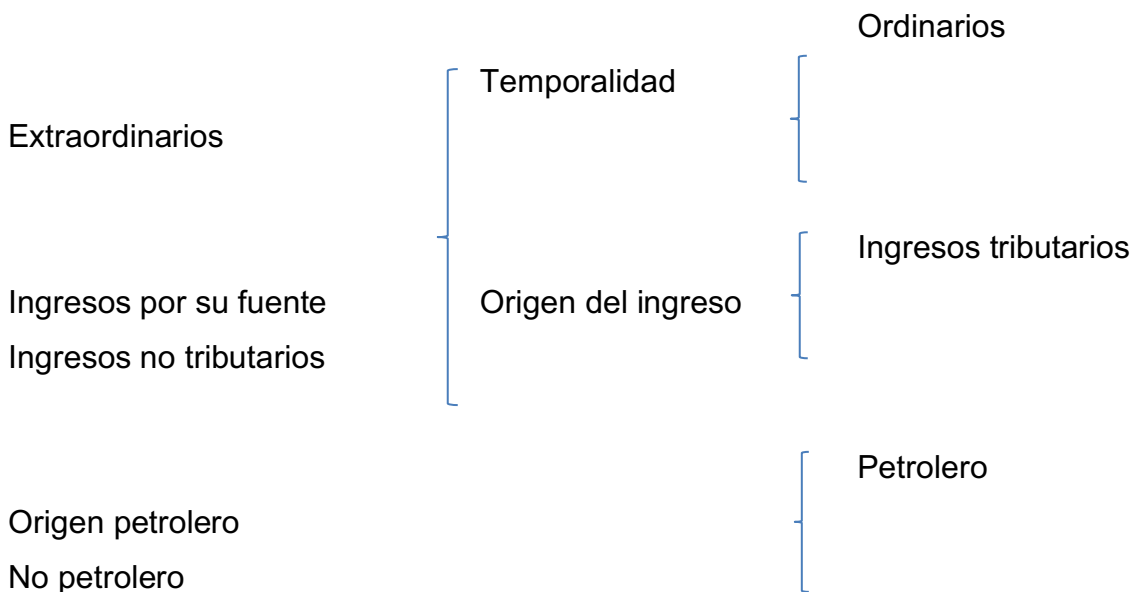 Ordinarios
Temporalidad
Extraordinarios
Ingresos tributarios
Ingresos por su fuente Origen del ingreso
Ingresos no tributarios
Petrolero
Origen petrolero
No petrolero